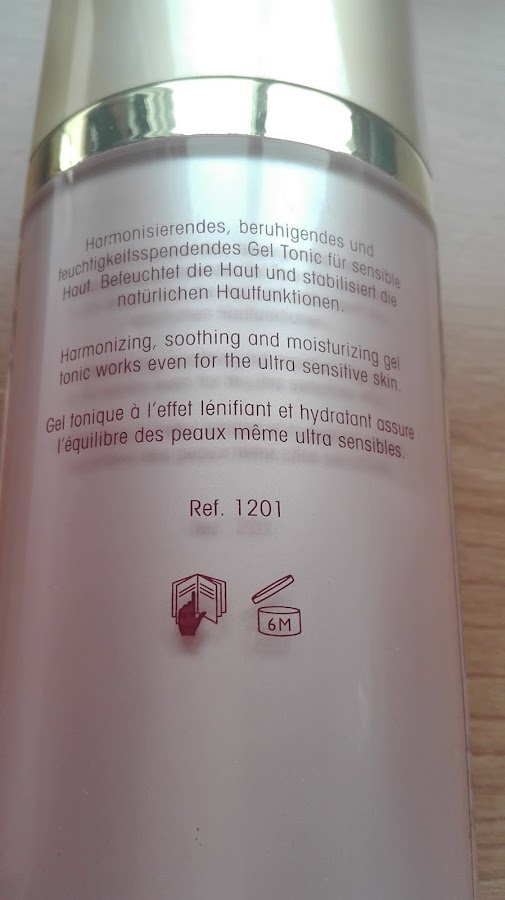 Harmonisierendes, beruhigendes und
feuchtigkeitsspendendes Gel Tonic für sensible
Haut. Befeuchtet die Haut und stabilisiert die
natürlichen Hautfunktionen.
Harmonizing, soothing and moisturizing gel
tonic works even for the ultra sensitive skin.
Gel tonique à l'effet lénifiant et hydratant assure
l'équilibre des peaux même ultra sensibles.
Ref. 1201
6M